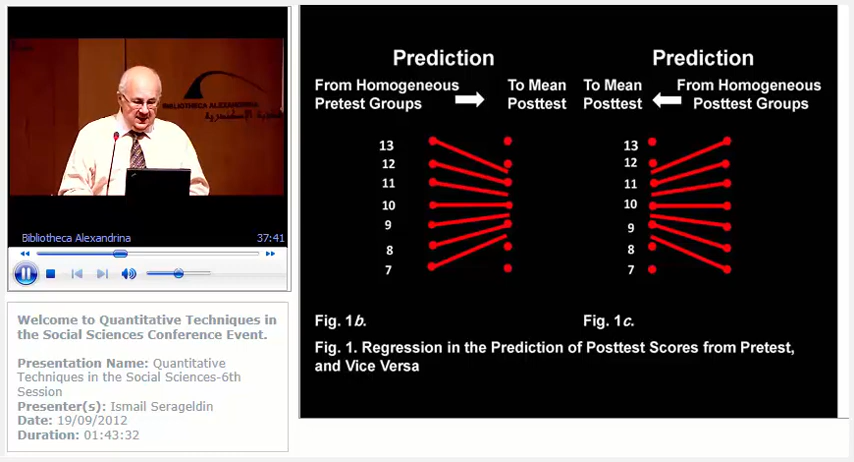 BIBLIOTHECA ALEXANDRINA
مكتبة الإسكندرية
Bibliotheca Alexandrina
37:41
Welcome to Quantitative Techniques in
the Social Sciences Conference Event.
Presentation Name: Quantitative
Techniques in the Social Sciences-6th
Session
Presenter(s): Ismail Serageldin
Date: 19/09/2012
Duration: 01:43:32
Prediction
From Homogeneous
Pretest Groups
To Mean
Posttest
13
12
11
10
9
8
7
Fig. 1b.
Prediction
To Mean
Posttest
From Homogeneous
Posttest Groups
13
12
11
10
9
8
7
Fig. 1c.
Fig. 1. Regression in the Prediction of Posttest Scores from Pretest,
and Vice Versa